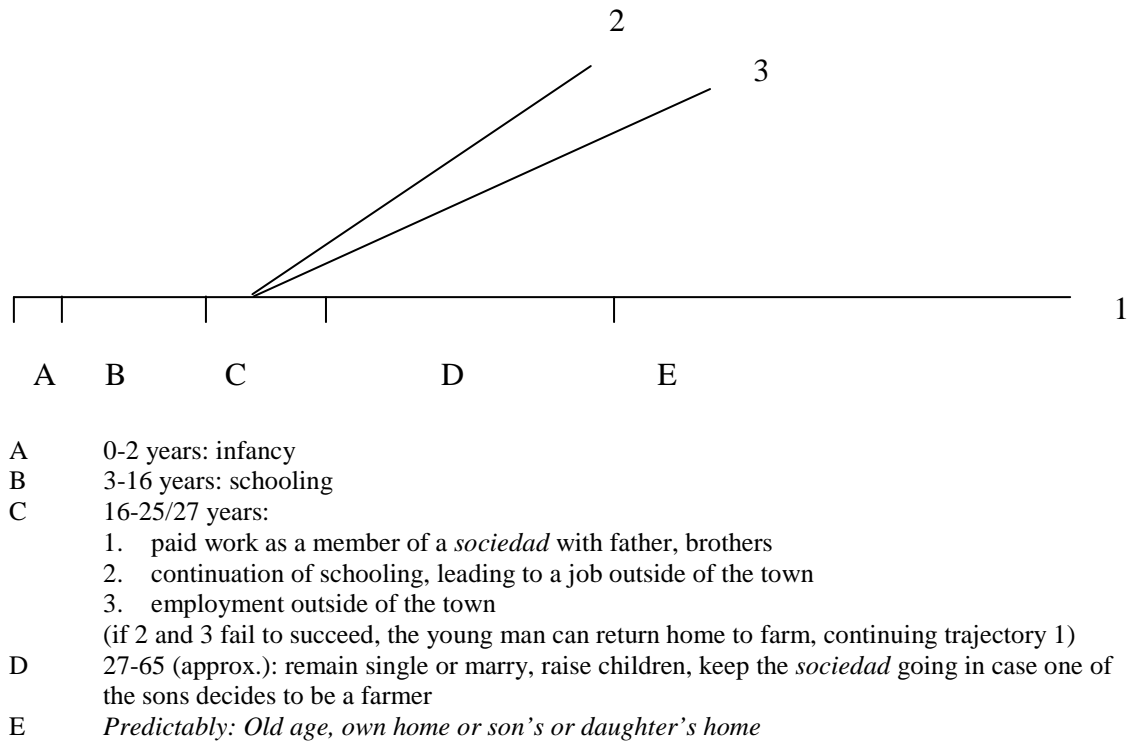 2
3
1
A B C D E
A 0-2 years: infancy
B 3-16 years: schooling
C 16-25/27 years:
1. paid work as a member of a sociedad with father, brothers
2. continuation of schooling, leading to a job outside of the town
3. employment outside of the town
(if 2 and 3 fail to succeed, the young man can return home to farm, continuing trajectory 1)
D 27-65 (approx.): remain single or marry, raise children, keep the sociedad going in case one of
the sons decides to be a farmer
E Predictably: Old age, own home or son's or daughter's home